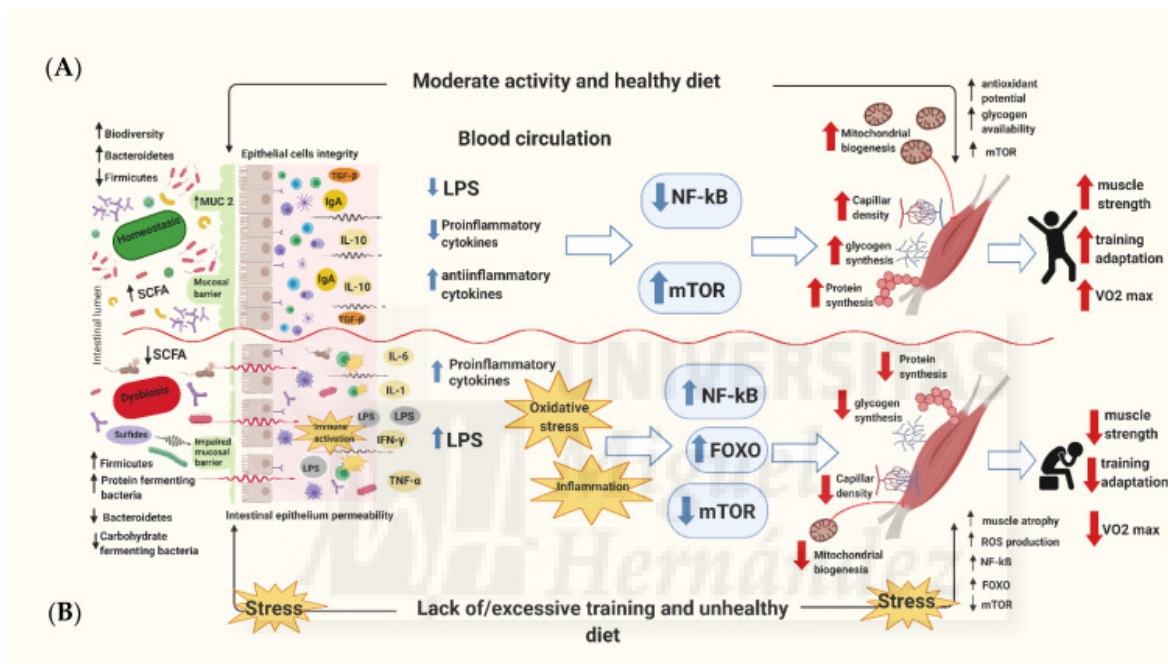 (A)
Moderate activity and healthy diet
↑ Biodiversity
↑ Bacteroidetes
↓ Firmicutes
Epithelial cells integrity
Blood circulation
↑ MUC 2
Homeostasis
↑ SCFA
Mucosal
barrier
Intestinal lumen
TGF-β
IgA
IL-10
IgA
IL-10
TGF-β
↓ LPS
↓ Proinflammatory
cytokines
↑ antiinflammatory
cytokines
↓ NF-kB
↑ mTOR
↑ Mitochondrial
biogenesis
↑ Capillar
density
↑ glycogen
synthesis
↑ Protein
synthesis
↑ antioxidant
potential
↑ glycogen
availability
↑ mTOR
↑ muscle
strength
↑ training
adaptation
↑ VO2 max
↓ SCFA
Dysbiosis
Sulfides
Impaired
mucosal
barrier
↑ Firmicutes
↑ Protein fermenting
bacteria
↓ Bacteroidetes
↓ Carbohydrate
fermenting bacteria
IL-6
IL-1
LPS
LPS
Immune
activation
IFN-γ
LPS
TNF-α
Intestinal epithelium permeability
↑ Proinflammatory
cytokines
↑ LPS
Oxidative
stress
Inflammation
↑ NF-kB
↑ FOXO
↓ mTOR
↓ Protein
synthesis
↓ glycogen
synthesis
↓ Capillar
density
↓ Mitochondrial
biogenesis
↑ muscle atrophy
↑ ROS production
↑ NF-kB
↑ FOXO
↓ mTOR
↓ muscle
strength
↓ training
adaptation
↓ VO2 max
(B)
Stress
Lack of/excessive training and unhealthy
diet
Stress
UNIVERSITAS
Miguel
Hernández